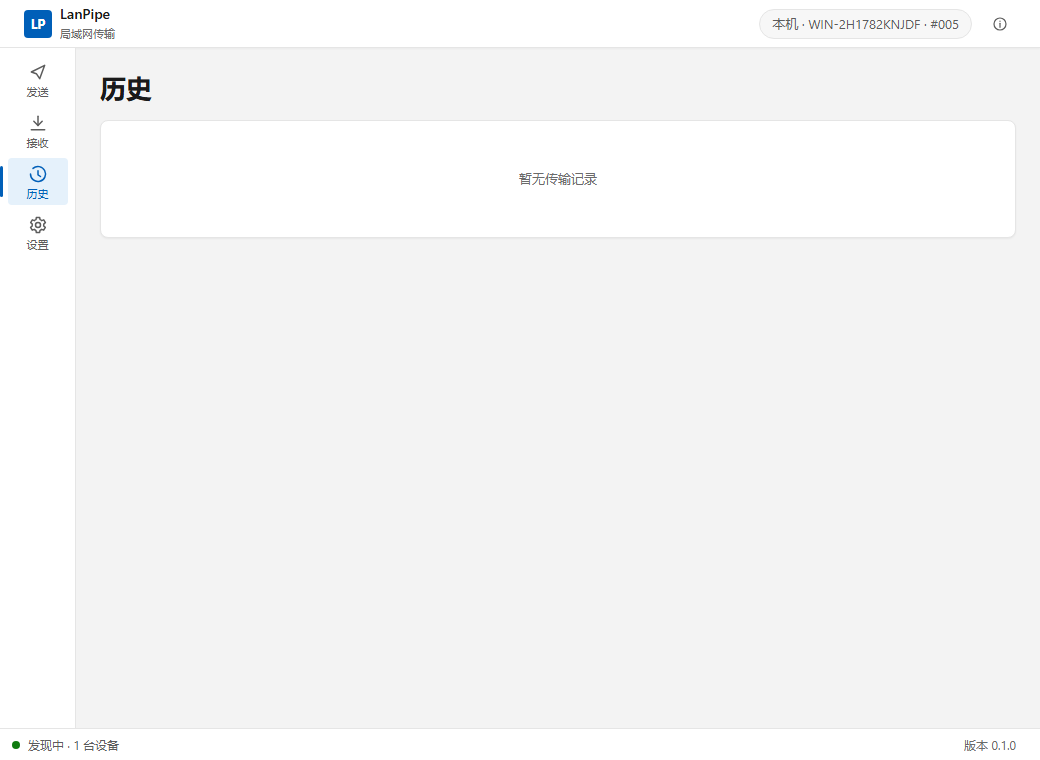 LP
LanPipe
局域网传输
本机 · WIN-2H1782KNJDF · #005
发送
接收
历史
设置
历史
暂无传输记录
发现中 · 1 台设备
版本 0.1.0